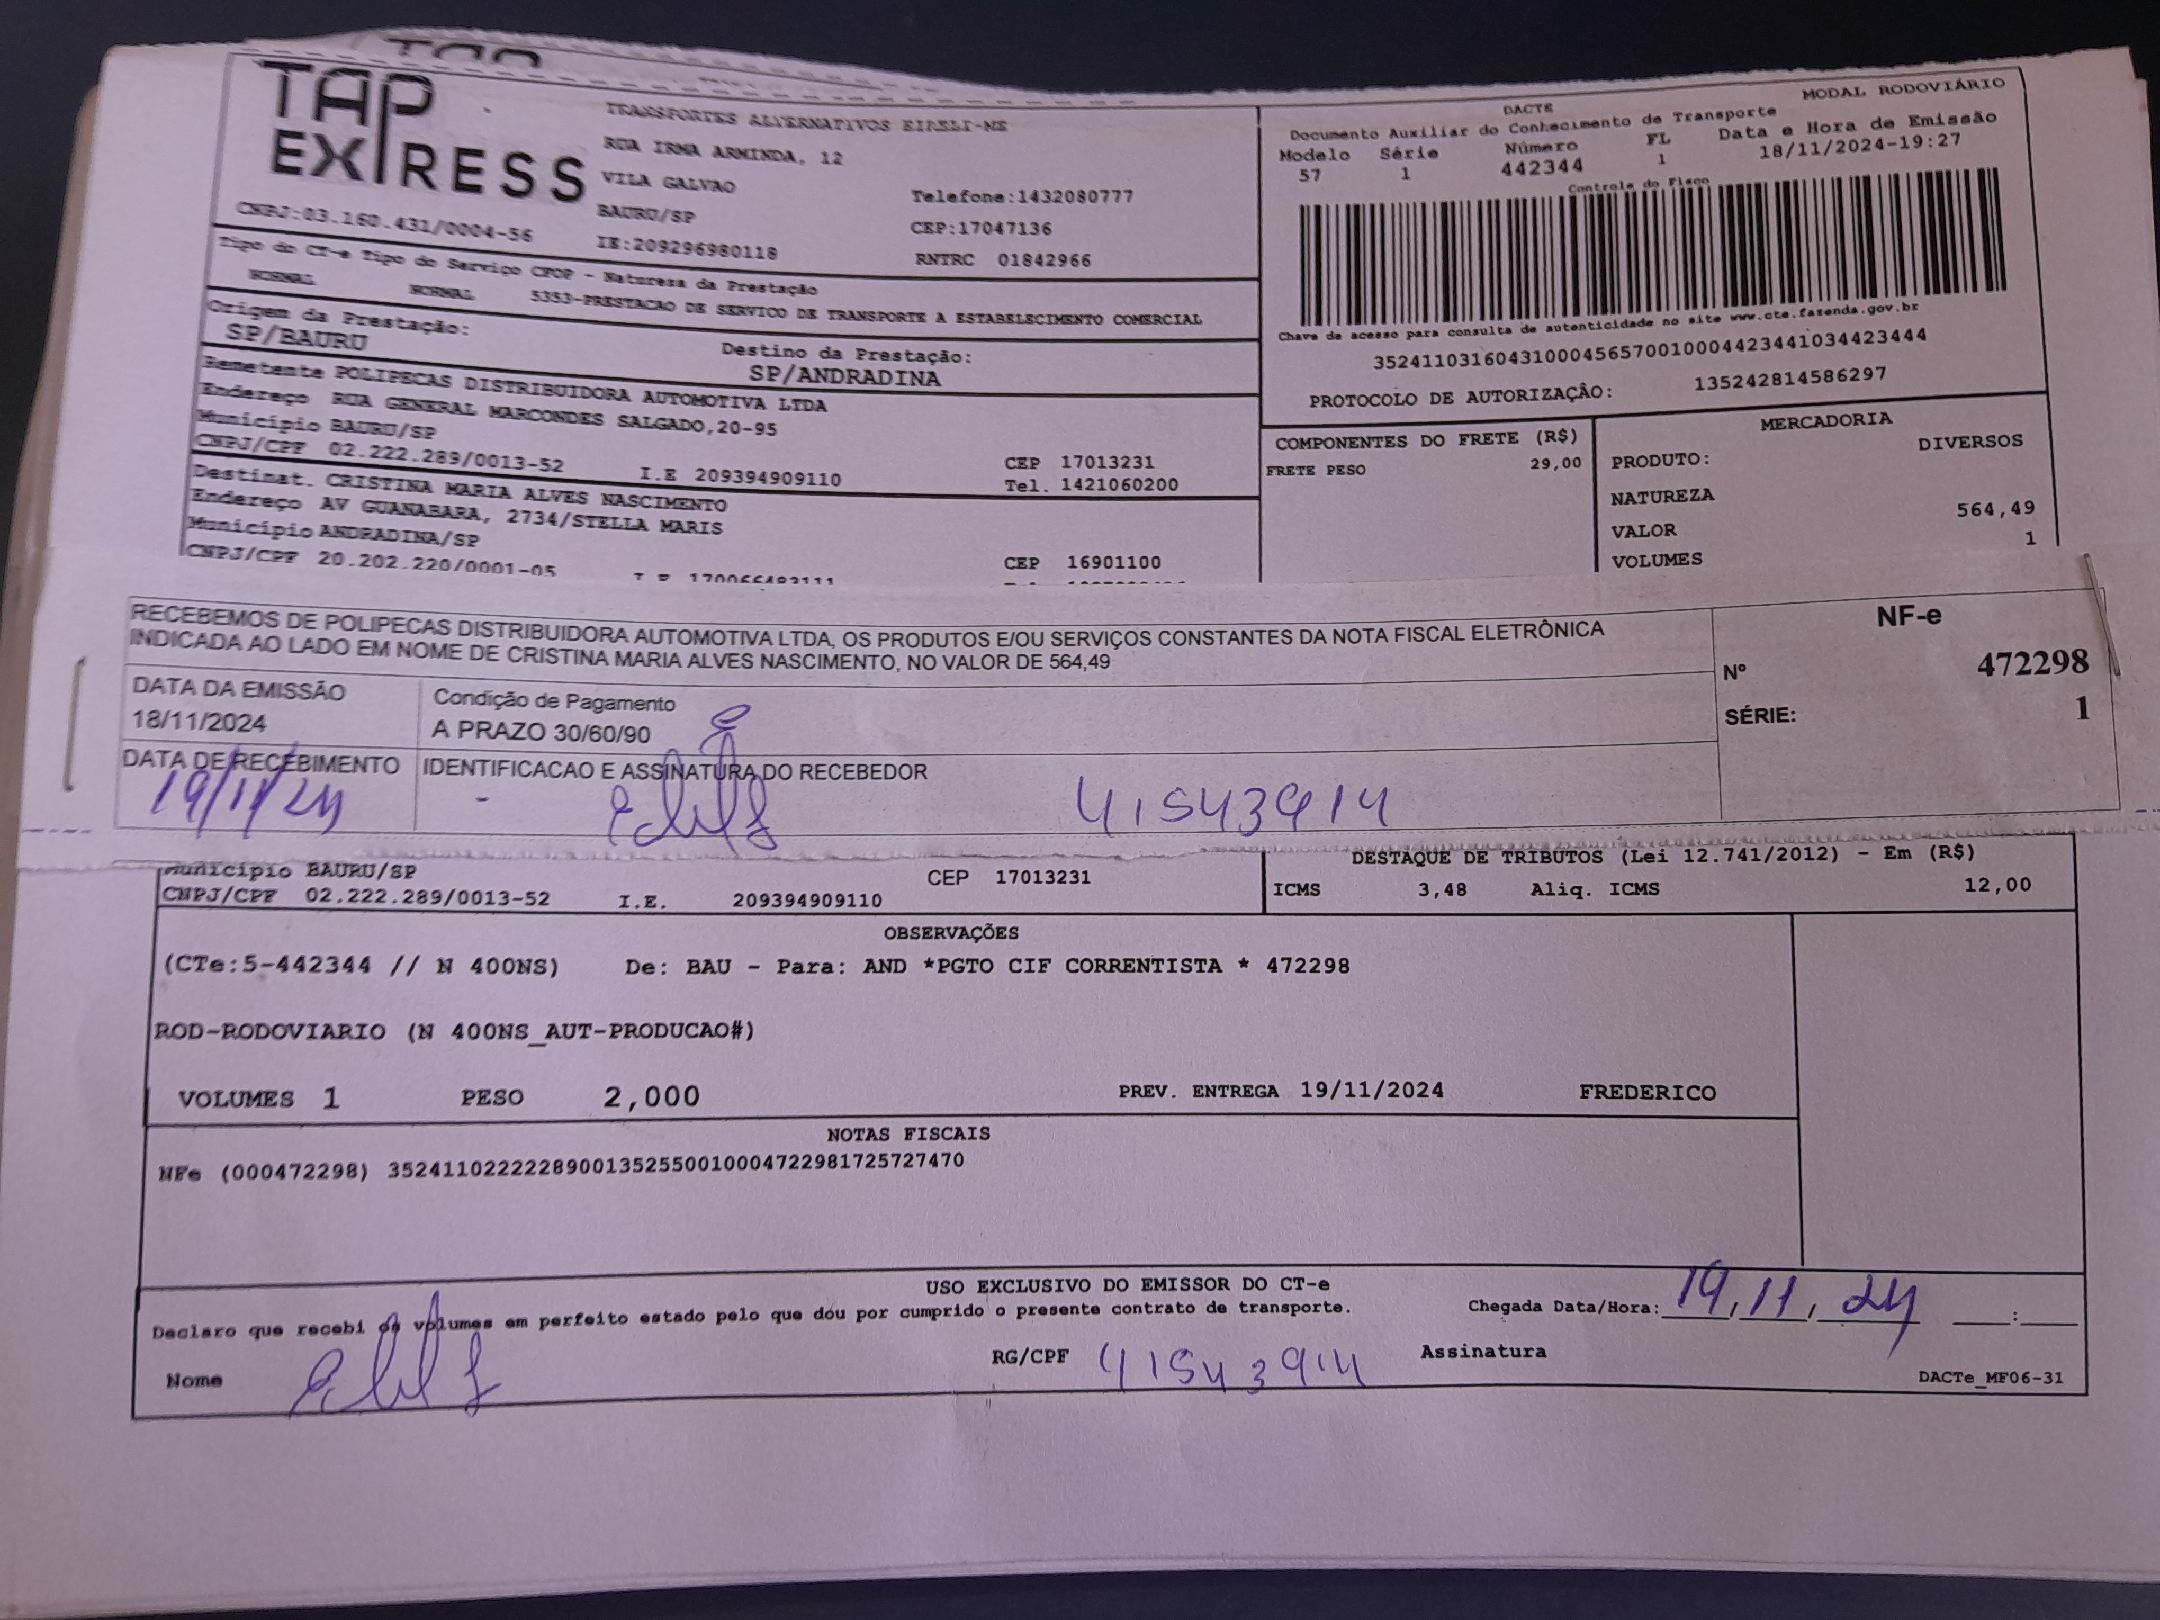 TAP
EXPRESS
TRANSPORTES ALTERNATIVOS EIRELI-ME
RUA IRMA ARMINDA, 12
VILA GALVAO
BAURU/SP
Telefone:1432080777
CEP:17047136
CNPJ:03.160.431/0004-56
IE:209296980118
RNTRC 01842966
MODAL RODOVIÁRIO
DACTE
Documento Auxiliar do Conhecimento de Transporte
Modelo Série Número FL Data e Hora de Emissão
57 1 442344 1 18/11/2024-19:27
Controle do Fisco
Chave de acesso para consulta de autenticidade no site www.cte.fazenda.gov.br
35241103160431000456570010004423441034423444
PROTOCOLO DE AUTORIZAÇÂO: 135242814586297
Tipo do CT-e Tipo do Serviço CFOP - Natureza da Prestação
NORMAL NORMAL 5353-PRESTACAO DE SERVICO DE TRANSPORTE A ESTABELECIMENTO COMERCIAL
Origem da Prestação: Destino da Prestação:
SP/BAURU SP/ANDRADINA
Remetente POLIPECAS DISTRIBUIDORA AUTOMOTIVA LTDA
Endereço RUA GENERAL MARCONDES SALGADO,20-95
Município BAURU/SP CEP 17013231
CNPJ/CPF 02.222.289/0013-52 I.E 209394909110 Tel. 1421060200
Destinat. CRISTINA MARIA ALVES NASCIMENTO
Endereço AV GUANABARA, 2734/STELLA MARIS
Município ANDRADINA/SP CEP 16901100
CNPJ/CPF 20.202.220/0001-05
COMPONENTES DO FRETE (R$)
FRETE PESO 29,00
MERCADORIA
PRODUTO: DIVERSOS
NATUREZA
VALOR 564,49
VOLUMES 1
RECEBEMOS DE POLIPECAS DISTRIBUIDORA AUTOMOTIVA LTDA, OS PRODUTOS E/OU SERVIÇOS CONSTANTES DA NOTA FISCAL ELETRÔNICA
INDICADA AO LADO EM NOME DE CRISTINA MARIA ALVES NASCIMENTO, NO VALOR DE 564,49
NF-e
Nº 472298
SÉRIE: 1
DATA DA EMISSÃO Condição de Pagamento
18/11/2024 A PRAZO 30/60/90
DATA DE RECEBIMENTO IDENTIFICACAO E ASSINATURA DO RECEBEDOR
19/11/24 41543914
Município BAURU/SP CEP 17013231
CNPJ/CPF 02.222.289/0013-52 I.E. 209394909110
DESTAQUE DE TRIBUTOS (Lei 12.741/2012) - Em (R$)
ICMS 3,48 Aliq. ICMS 12,00
OBSERVAÇÕES
(CTe:5-442344 // N 400NS) De: BAU - Para: AND *PGTO CIF CORRENTISTA * 472298
ROD-RODOVIARIO (N 400NS_AUT-PRODUCAO#)
VOLUMES 1 PESO 2,000 PREV. ENTREGA 19/11/2024 FREDERICO
NOTAS FISCAIS
NFe (000472298) 35241102222289001352550010004722981725727470
USO EXCLUSIVO DO EMISSOR DO CT-e
Declaro que recebi os volumes em perfeito estado pelo que dou por cumprido o presente contrato de transporte. Chegada Data/Hora: 19,11,24 :
Nome RG/CPF 41543914 Assinatura
DACTe_MF06-31